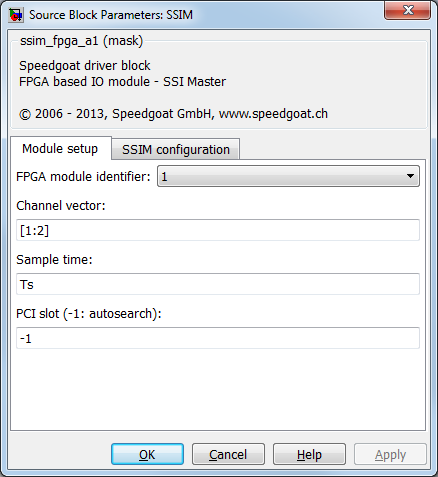 Source Block Parameters: SSIM
ssim_fpga_a1 (mask)
Speedgoat driver block
FPGA based IO module - SSI Master
© 2006 - 2013, Speedgoat GmbH, www.speedgoat.ch
Module setup SSIM configuration
FPGA module identifier: 1
Channel vector:
[1:2]
Sample time:
Ts
PCI slot (-1: autosearch):
-1
OK Cancel Help Apply